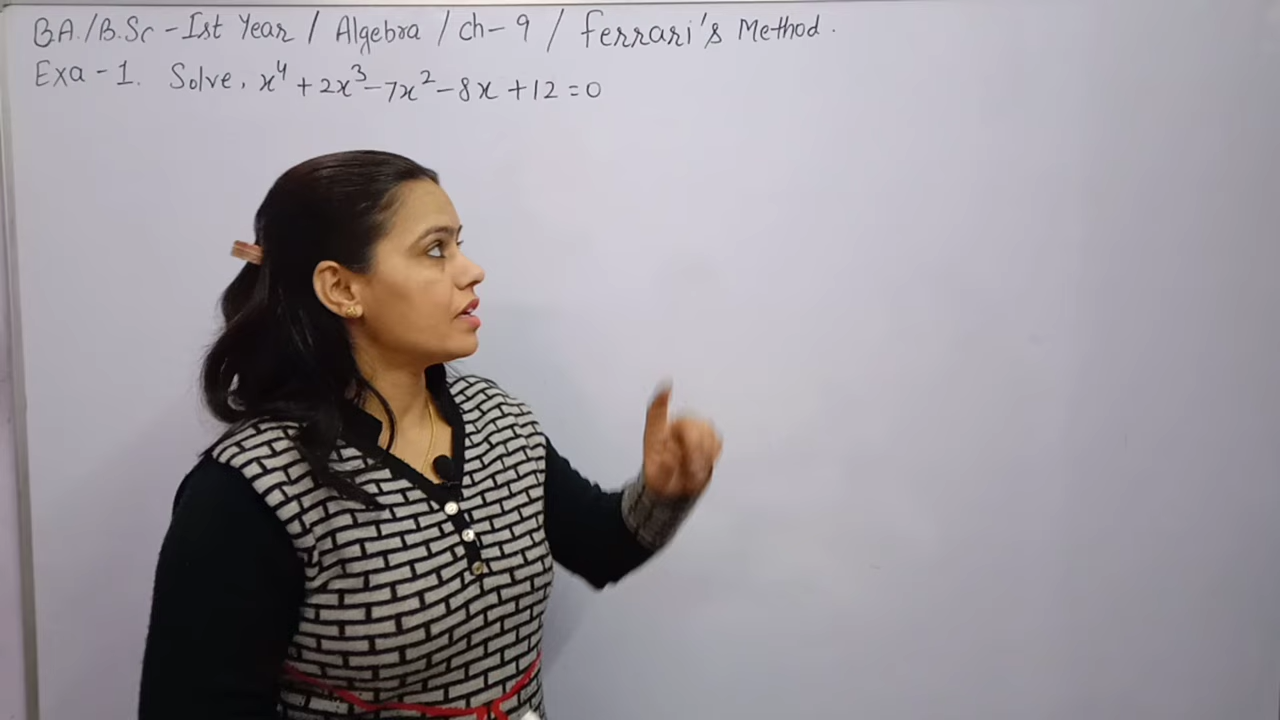 B.A./B.Sc - Ist Year / Algebra / ch - 9 / Ferrari's Method.
Exa - 1. Solve, x⁴ + 2x³ - 7x² - 8x + 12 = 0